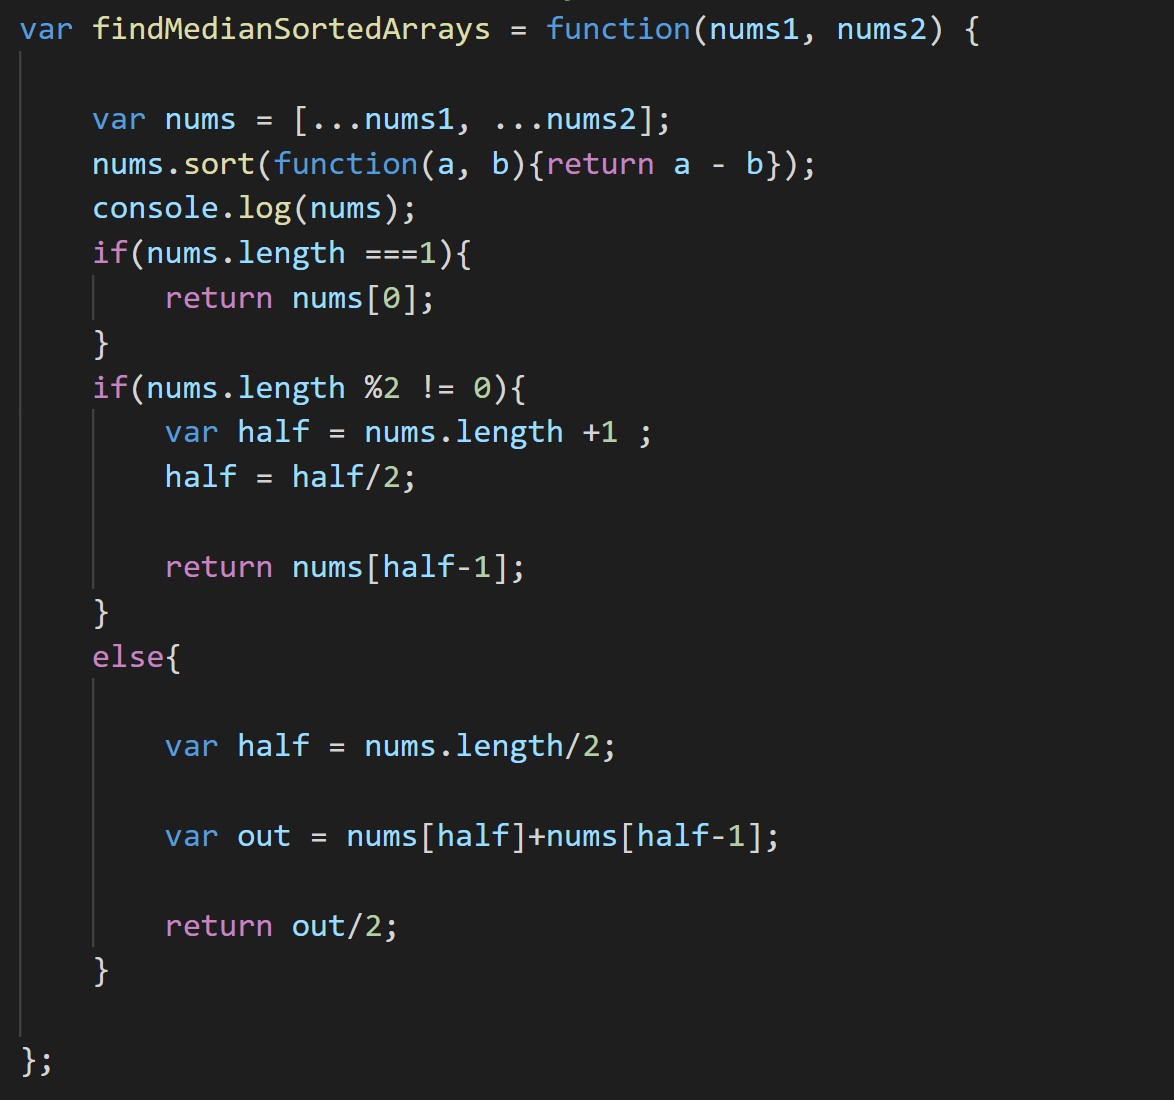 var findMedianSortedArrays = function(nums1, nums2) {
var nums = [...nums1, ...nums2];
nums.sort(function(a, b){return a - b});
console.log(nums);
if(nums.length ===1){
return nums[0];
}
if(nums.length %2 != 0){
var half = nums.length +1 ;
half = half/2;
return nums[half-1];
}
else{
var half = nums.length/2;
var out = nums[half]+nums[half-1];
return out/2;
}
};